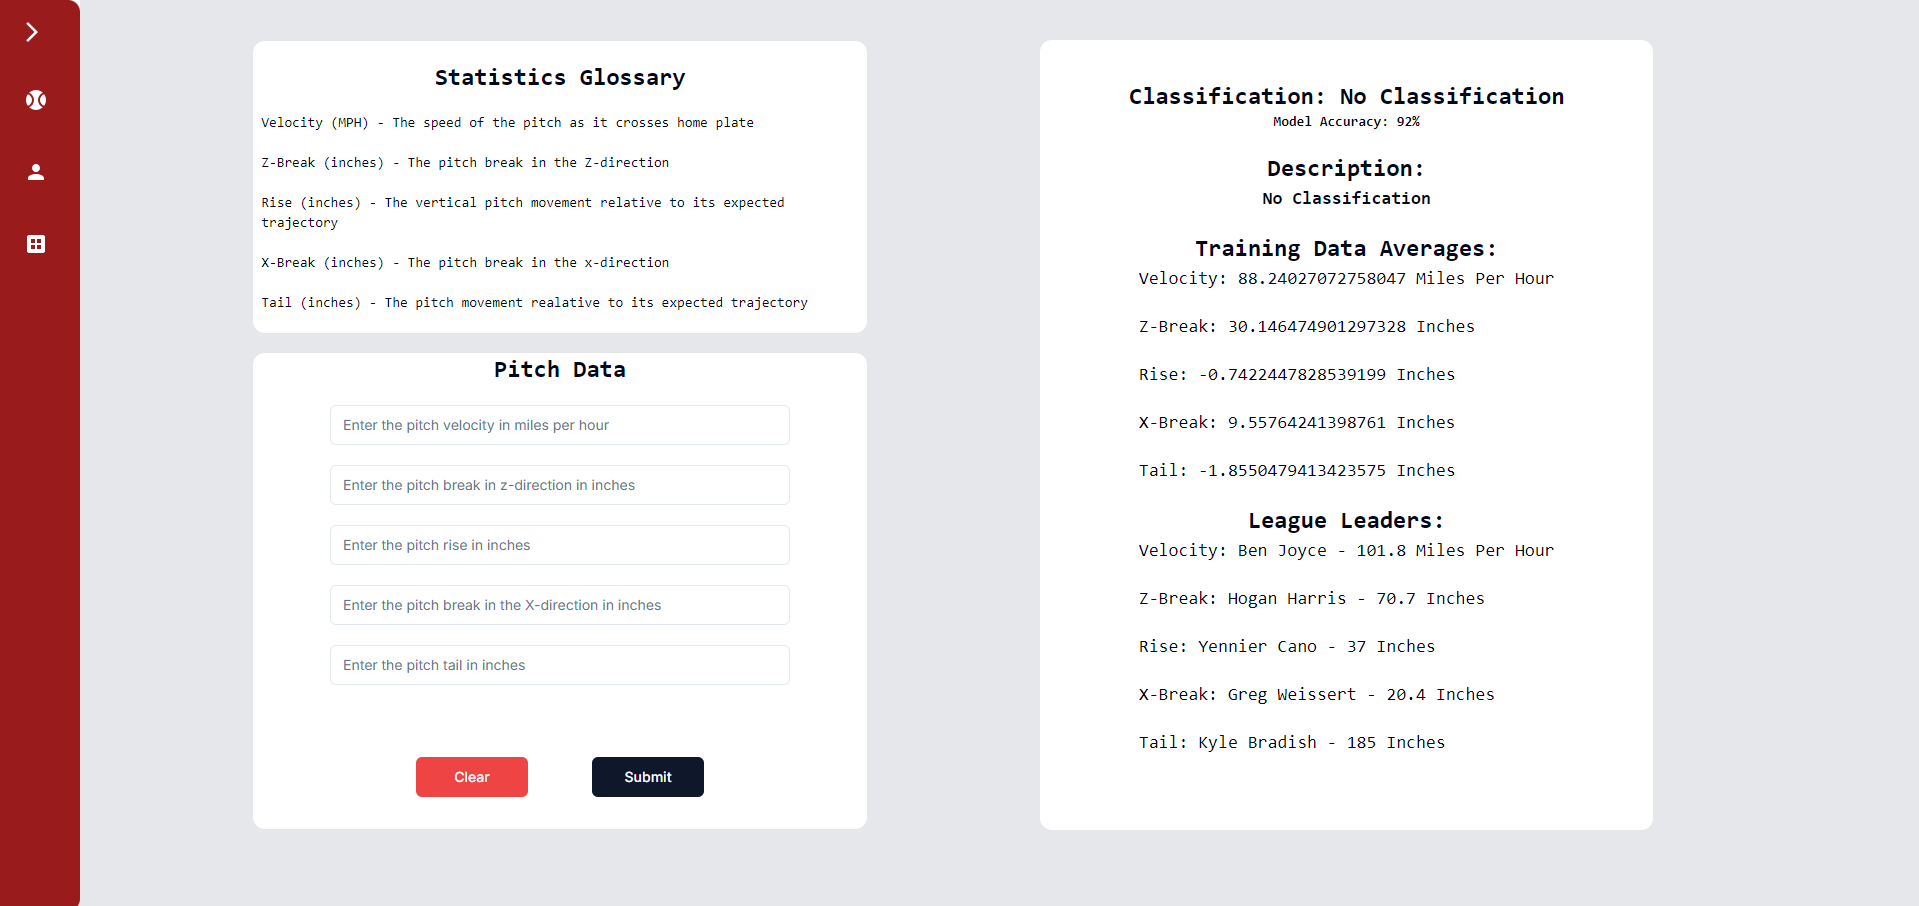 Statistics Glossary
Velocity (MPH) - The speed of the pitch as it crosses home plate
Z-Break (inches) - The pitch break in the Z-direction
Rise (inches) - The vertical pitch movement relative to its expected
trajectory
X-Break (inches) - The pitch break in the x-direction
Tail (inches) - The pitch movement realative to its expected trajectory
Pitch Data
Enter the pitch velocity in miles per hour
Enter the pitch break in z-direction in inches
Enter the pitch rise in inches
Enter the pitch break in the X-direction in inches
Enter the pitch tail in inches
Clear
Submit
Classification: No Classification
Model Accuracy: 92%
Description:
No Classification
Training Data Averages:
Velocity: 88.24027072758047 Miles Per Hour
Z-Break: 30.146474901297328 Inches
Rise: -0.7422447828539199 Inches
X-Break: 9.55764241398761 Inches
Tail: -1.8550479413423575 Inches
League Leaders:
Velocity: Ben Joyce - 101.8 Miles Per Hour
Z-Break: Hogan Harris - 70.7 Inches
Rise: Yennier Cano - 37 Inches
X-Break: Greg Weissert - 20.4 Inches
Tail: Kyle Bradish - 185 Inches